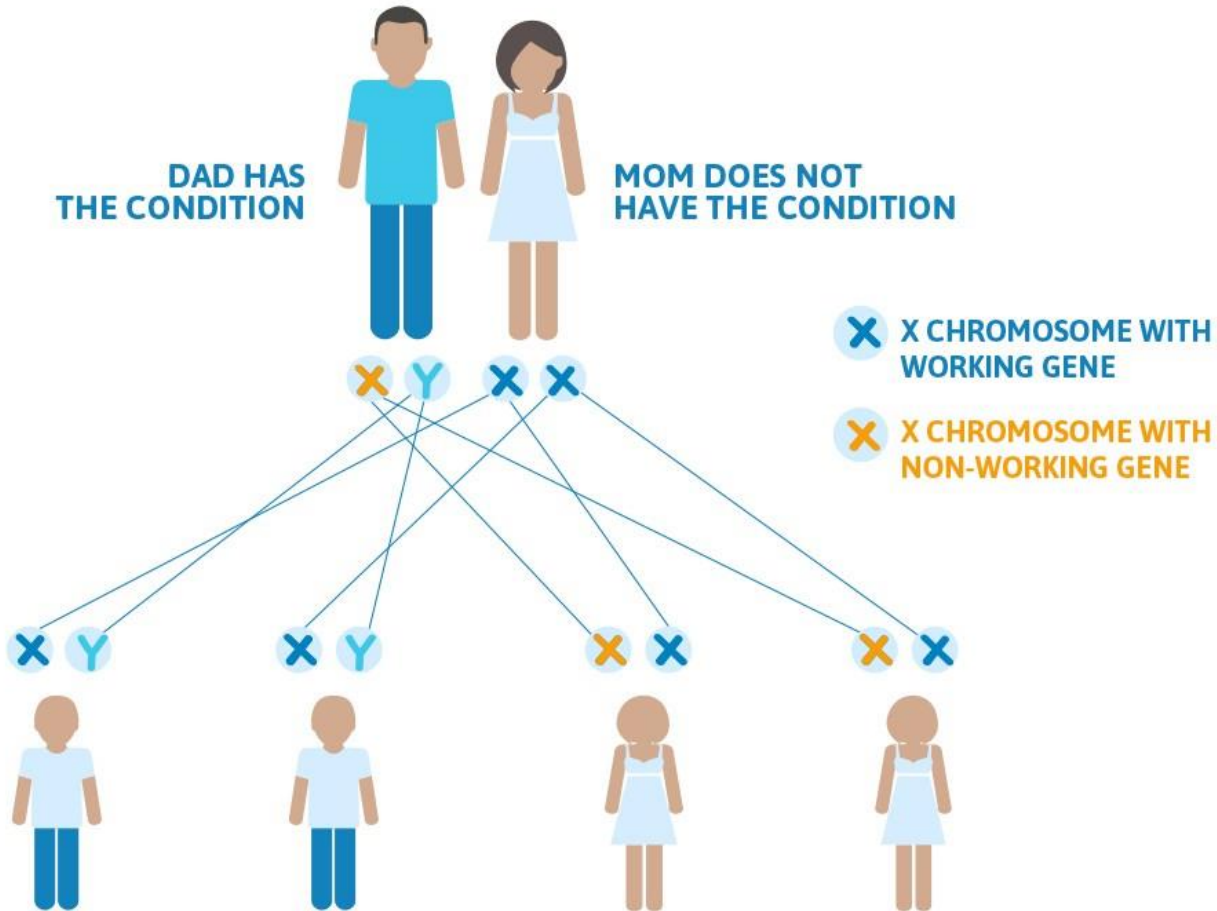 DAD HAS
THE CONDITION
MOM DOES NOT
HAVE THE CONDITION
X X CHROMOSOME WITH
WORKING GENE
X X CHROMOSOME WITH
NON-WORKING GENE
X Y X X
X Y X Y X X X X